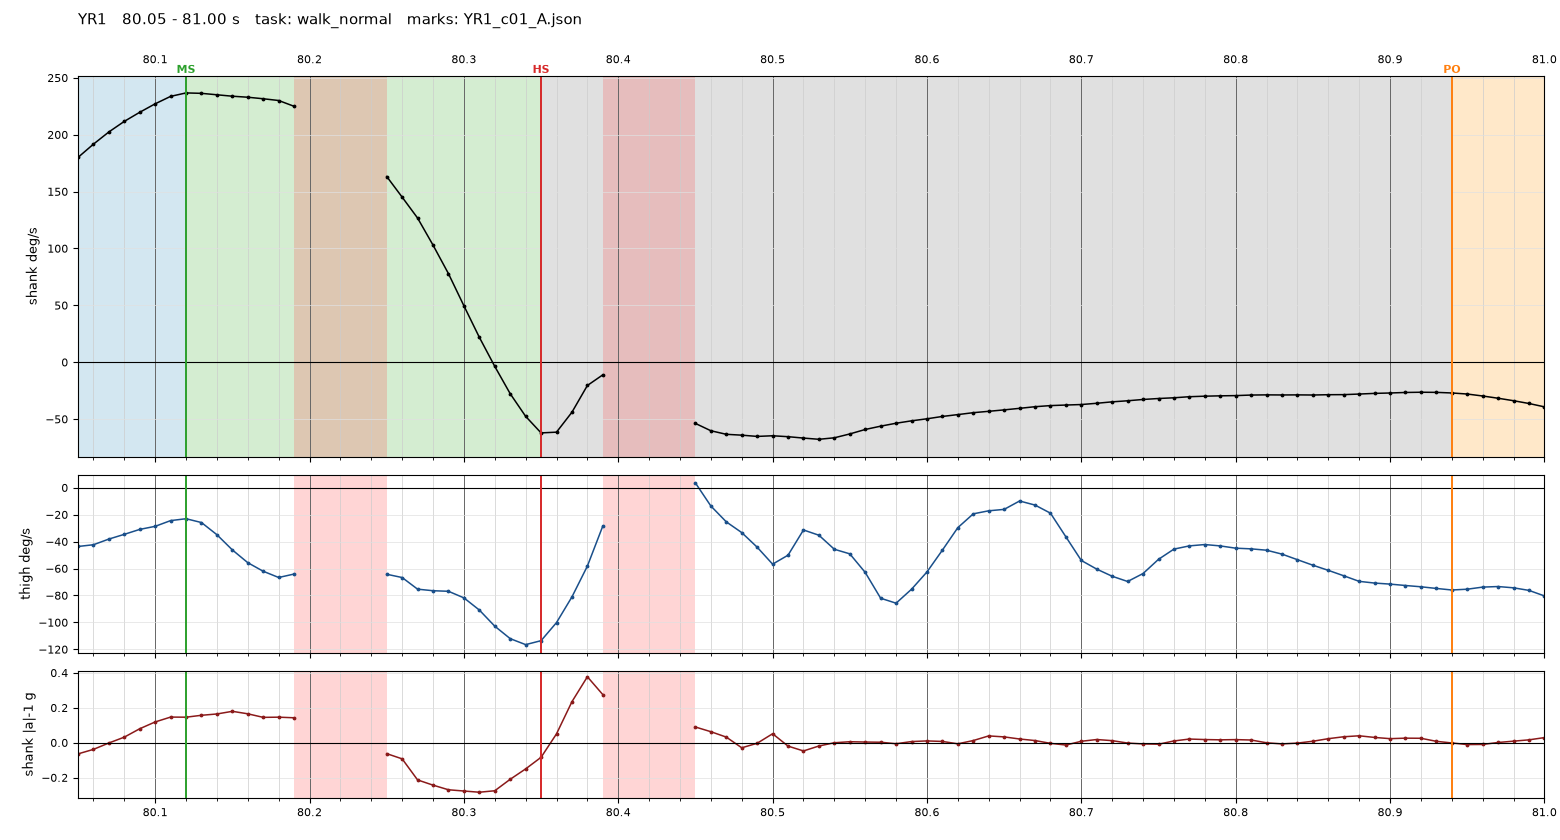 YR1   80.05 - 81.00 s   task: walk_normal   marks: YR1_c01_A.json
80.1 80.2 80.3 80.4 80.5 80.6 80.7 80.8 80.9 81.0
MS HS PO
shank deg/s
250
200
150
100
50
0
−50
thigh deg/s
0
−20
−40
−60
−80
−100
−120
shank |a|-1 g
0.4
0.2
0.0
−0.2
80.1 80.2 80.3 80.4 80.5 80.6 80.7 80.8 80.9 81.0